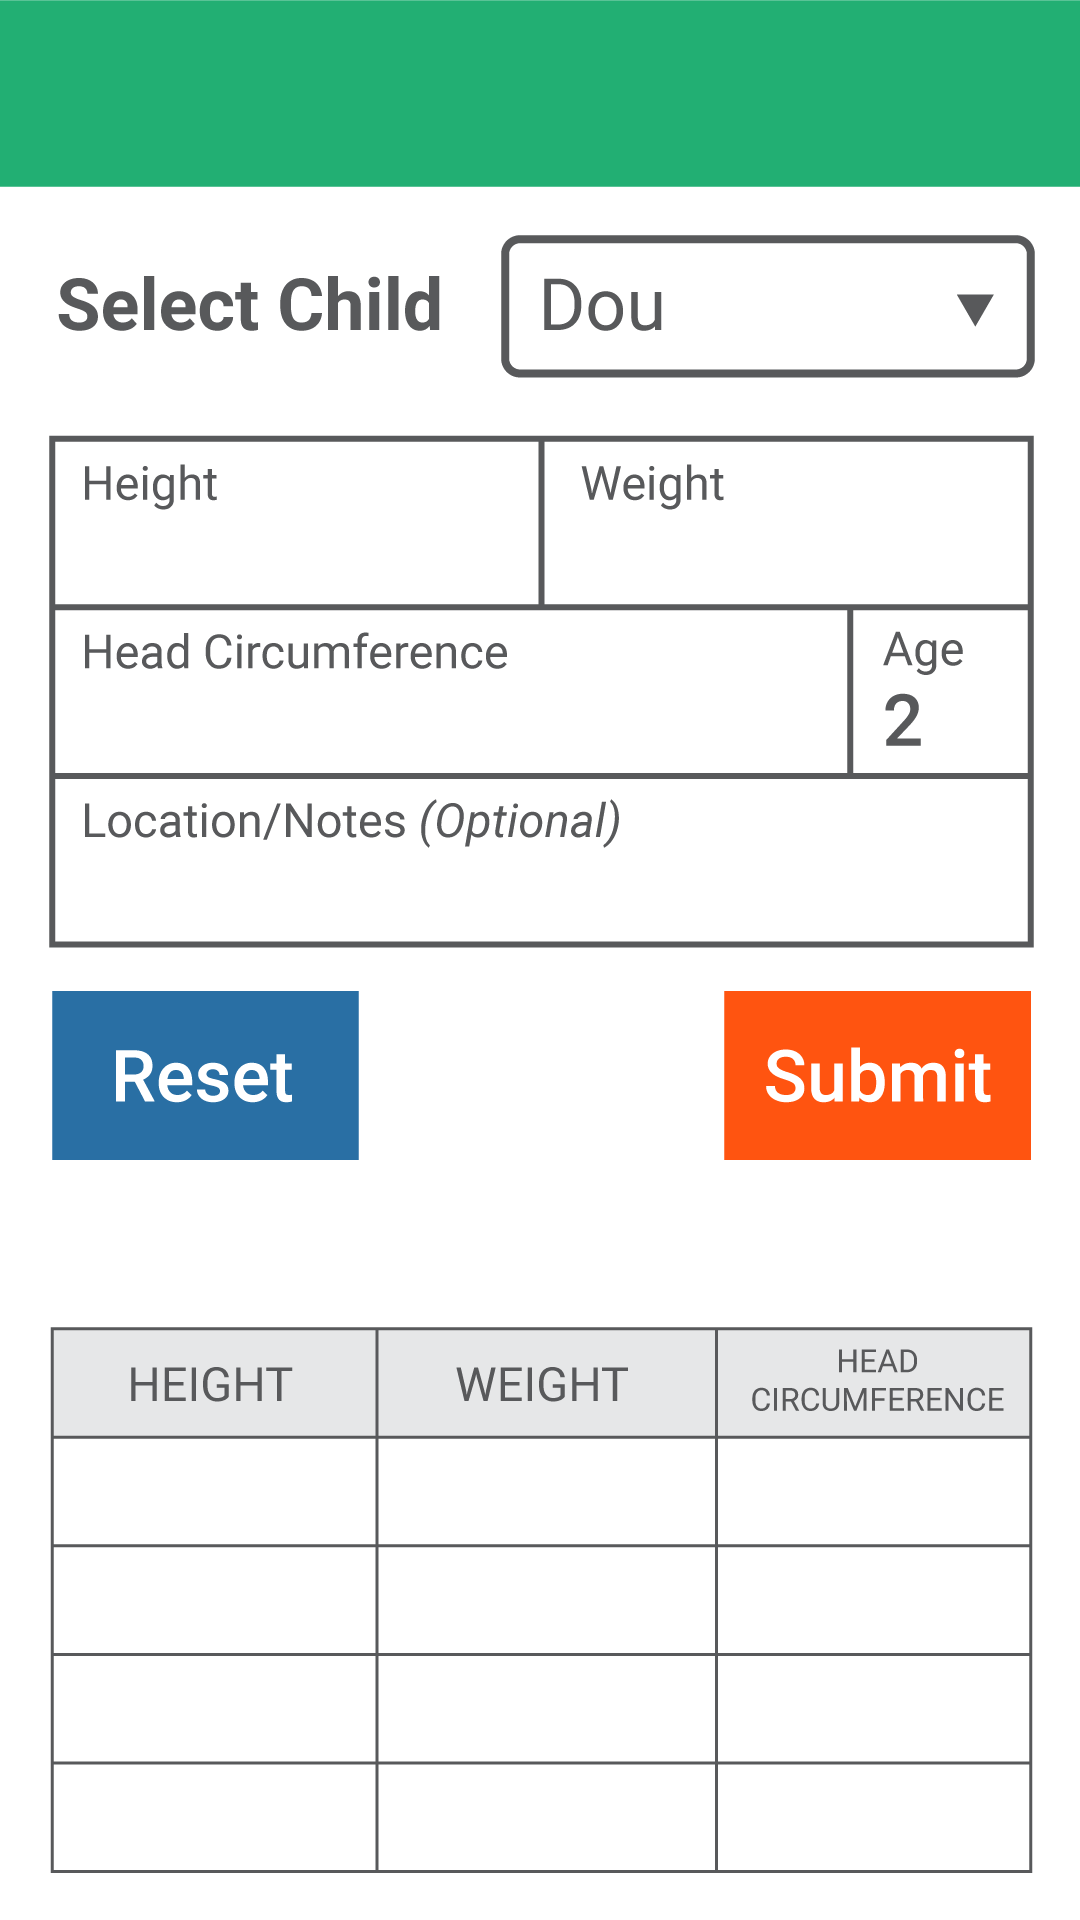 Select Child
Dou
Height
Weight
Head Circumference
Age
2
Location/Notes (Optional)
Reset
Submit
HEIGHT
WEIGHT
HEAD
CIRCUMFERENCE